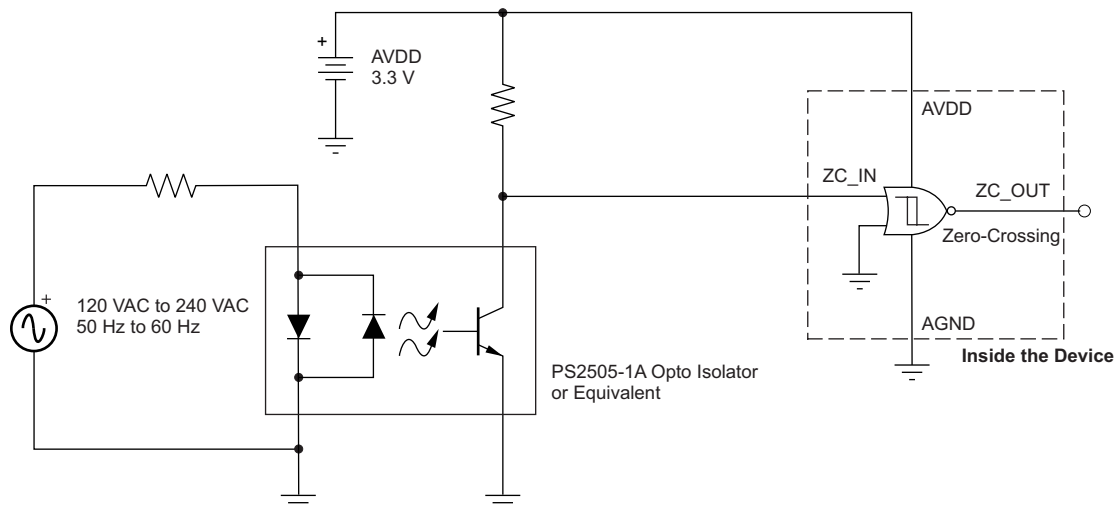 +
AVDD
3.3 V
AVDD
ZC_IN
ZC_OUT
Zero-Crossing
+
120 VAC to 240 VAC
50 Hz to 60 Hz
AGND
Inside the Device
PS2505-1A Opto Isolator
or Equivalent